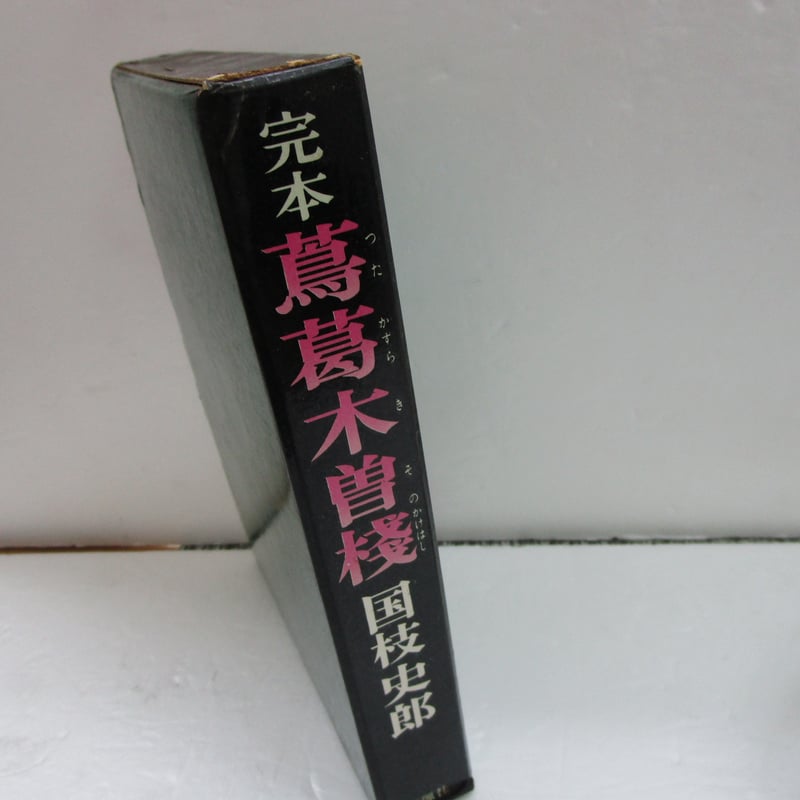 完本
蔦葛木曽棧
つたかずらきそのかけはし
国枝史郎